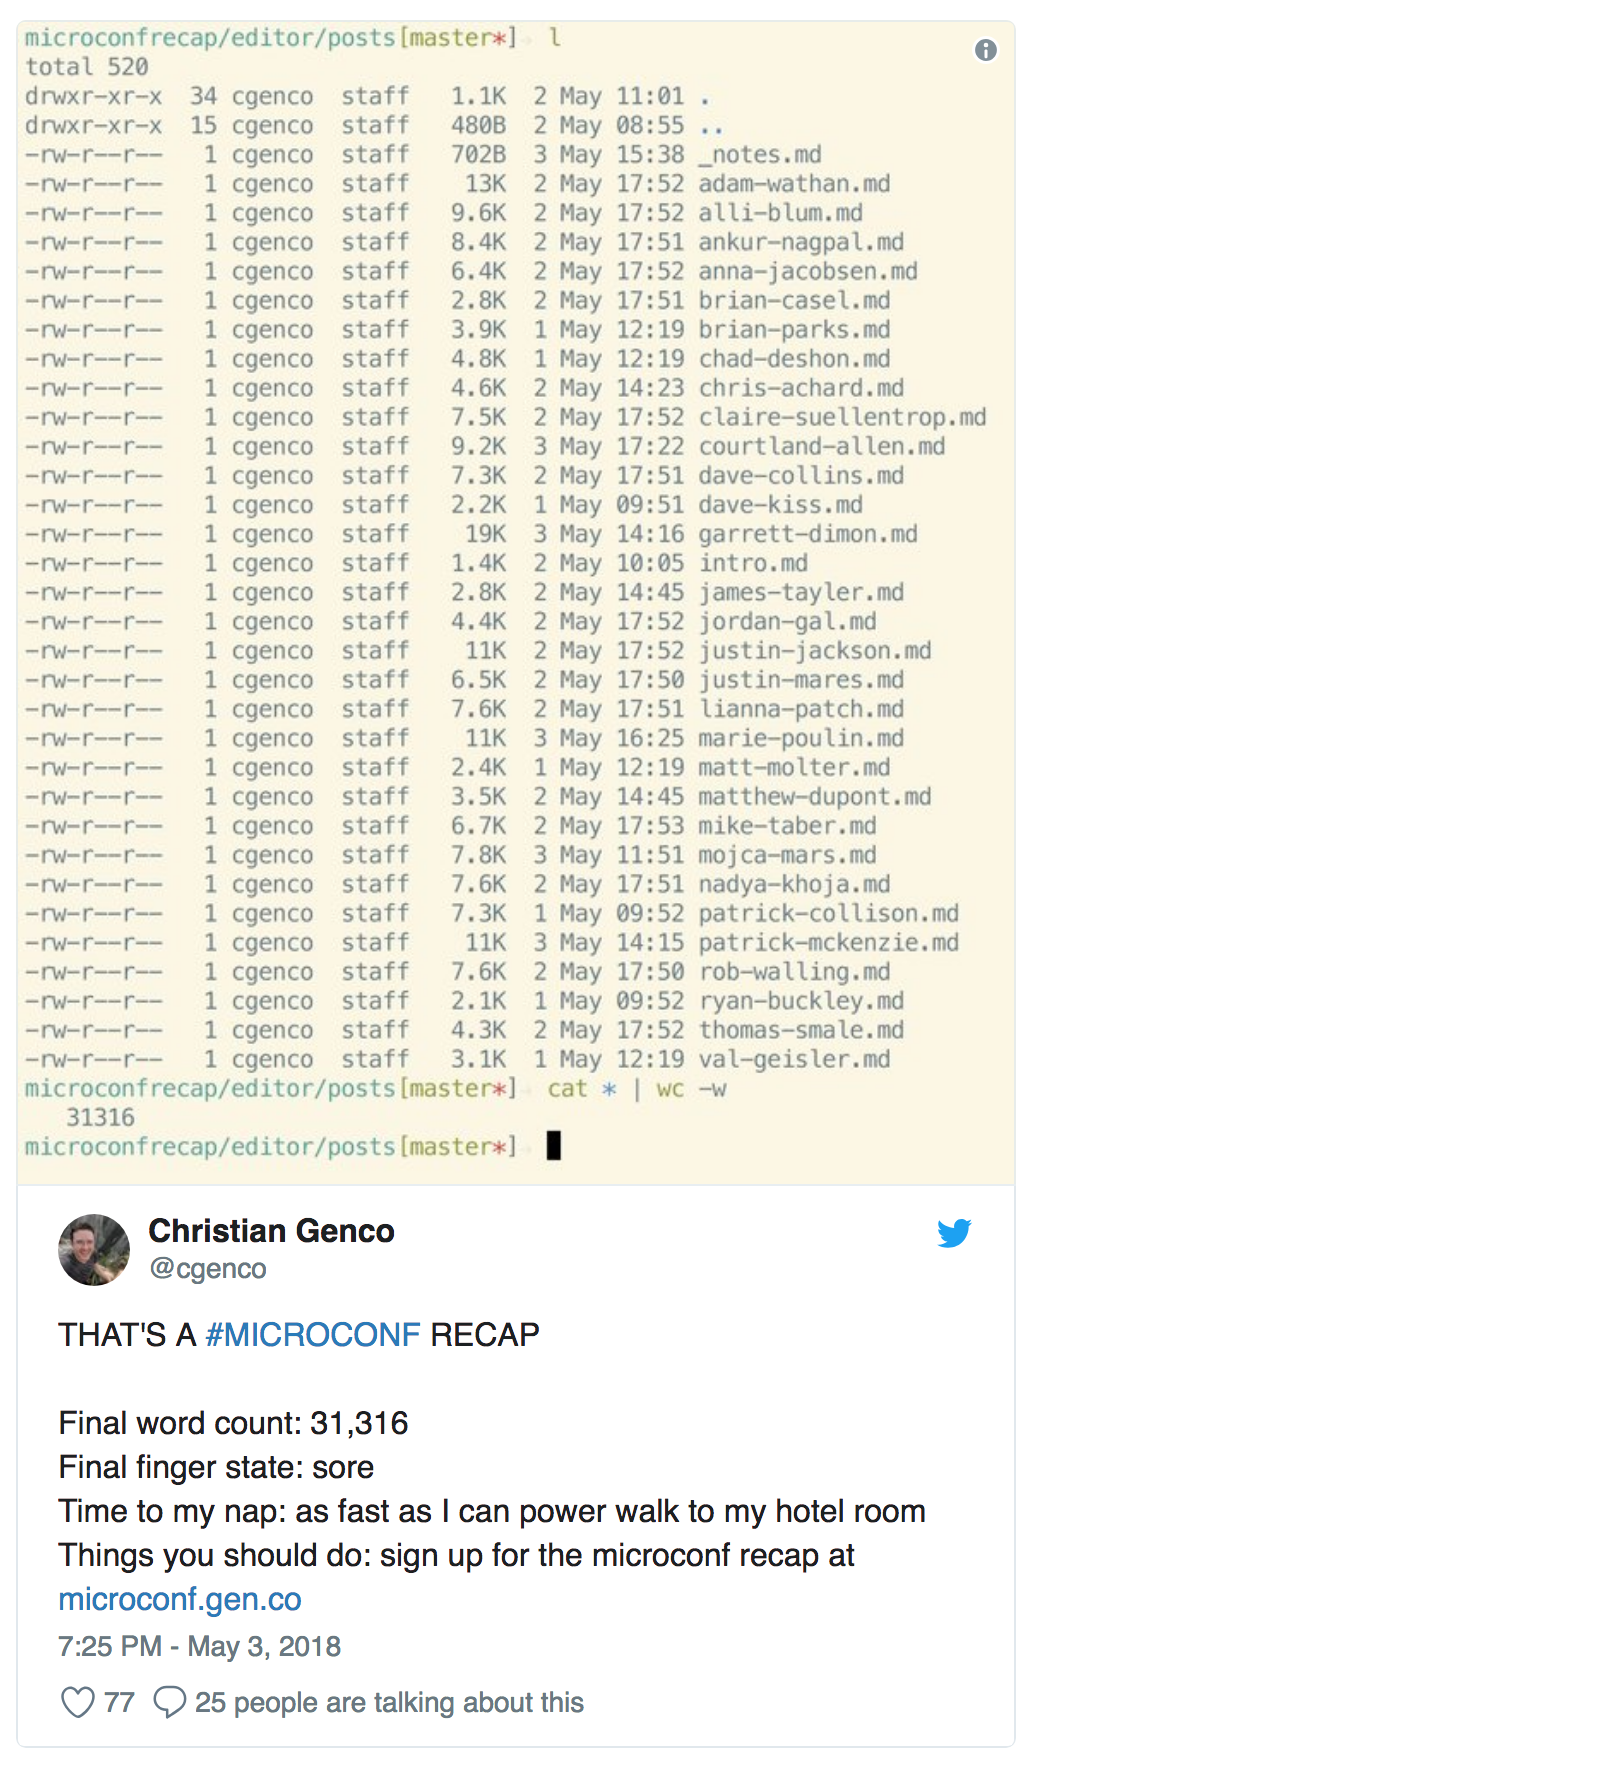 microconfrecap/editor/posts[master*] l
total 520
drwxr-xr-x  34 cgenco  staff   1.1K  2 May 11:01 .
drwxr-xr-x  15 cgenco  staff   480B  2 May 08:55 ..
-rw-r--r--   1 cgenco  staff   702B  3 May 15:38 _notes.md
-rw-r--r--   1 cgenco  staff    13K  2 May 17:52 adam-wathan.md
-rw-r--r--   1 cgenco  staff   9.6K  2 May 17:52 alli-blum.md
-rw-r--r--   1 cgenco  staff   8.4K  2 May 17:51 ankur-nagpal.md
-rw-r--r--   1 cgenco  staff   6.4K  2 May 17:52 anna-jacobsen.md
-rw-r--r--   1 cgenco  staff   2.8K  2 May 17:51 brian-casel.md
-rw-r--r--   1 cgenco  staff   3.9K  1 May 12:19 brian-parks.md
-rw-r--r--   1 cgenco  staff   4.8K  1 May 12:19 chad-deshon.md
-rw-r--r--   1 cgenco  staff   4.6K  2 May 14:23 chris-achard.md
-rw-r--r--   1 cgenco  staff   7.5K  2 May 17:52 claire-suellentrop.md
-rw-r--r--   1 cgenco  staff   9.2K  3 May 17:22 courtland-allen.md
-rw-r--r--   1 cgenco  staff   7.3K  2 May 17:51 dave-collins.md
-rw-r--r--   1 cgenco  staff   2.2K  1 May 09:51 dave-kiss.md
-rw-r--r--   1 cgenco  staff    19K  3 May 14:16 garrett-dimon.md
-rw-r--r--   1 cgenco  staff   1.4K  2 May 10:05 intro.md
-rw-r--r--   1 cgenco  staff   2.8K  2 May 14:45 james-tayler.md
-rw-r--r--   1 cgenco  staff   4.4K  2 May 17:52 jordan-gal.md
-rw-r--r--   1 cgenco  staff    11K  2 May 17:52 justin-jackson.md
-rw-r--r--   1 cgenco  staff   6.5K  2 May 17:50 justin-mares.md
-rw-r--r--   1 cgenco  staff   7.6K  2 May 17:51 lianna-patch.md
-rw-r--r--   1 cgenco  staff    11K  3 May 16:25 marie-poulin.md
-rw-r--r--   1 cgenco  staff   2.4K  1 May 12:19 matt-molter.md
-rw-r--r--   1 cgenco  staff   3.5K  2 May 14:45 matthew-dupont.md
-rw-r--r--   1 cgenco  staff   6.7K  2 May 17:53 mike-taber.md
-rw-r--r--   1 cgenco  staff   7.8K  3 May 11:51 mojca-mars.md
-rw-r--r--   1 cgenco  staff   7.6K  2 May 17:51 nadya-khoja.md
-rw-r--r--   1 cgenco  staff   7.3K  1 May 09:52 patrick-collison.md
-rw-r--r--   1 cgenco  staff    11K  3 May 14:15 patrick-mckenzie.md
-rw-r--r--   1 cgenco  staff   7.6K  2 May 17:50 rob-walling.md
-rw-r--r--   1 cgenco  staff   2.1K  1 May 09:52 ryan-buckley.md
-rw-r--r--   1 cgenco  staff   4.3K  2 May 17:52 thomas-smale.md
-rw-r--r--   1 cgenco  staff   3.1K  1 May 12:19 val-geisler.md
microconfrecap/editor/posts[master*] cat * | wc -w
31316
microconfrecap/editor/posts[master*]
Christian Genco
@cgenco
THAT'S A #MICROCONF RECAP
Final word count: 31,316
Final finger state: sore
Time to my nap: as fast as I can power walk to my hotel room
Things you should do: sign up for the microconf recap at
microconf.gen.co
7:25 PM - May 3, 2018
77 25 people are talking about this